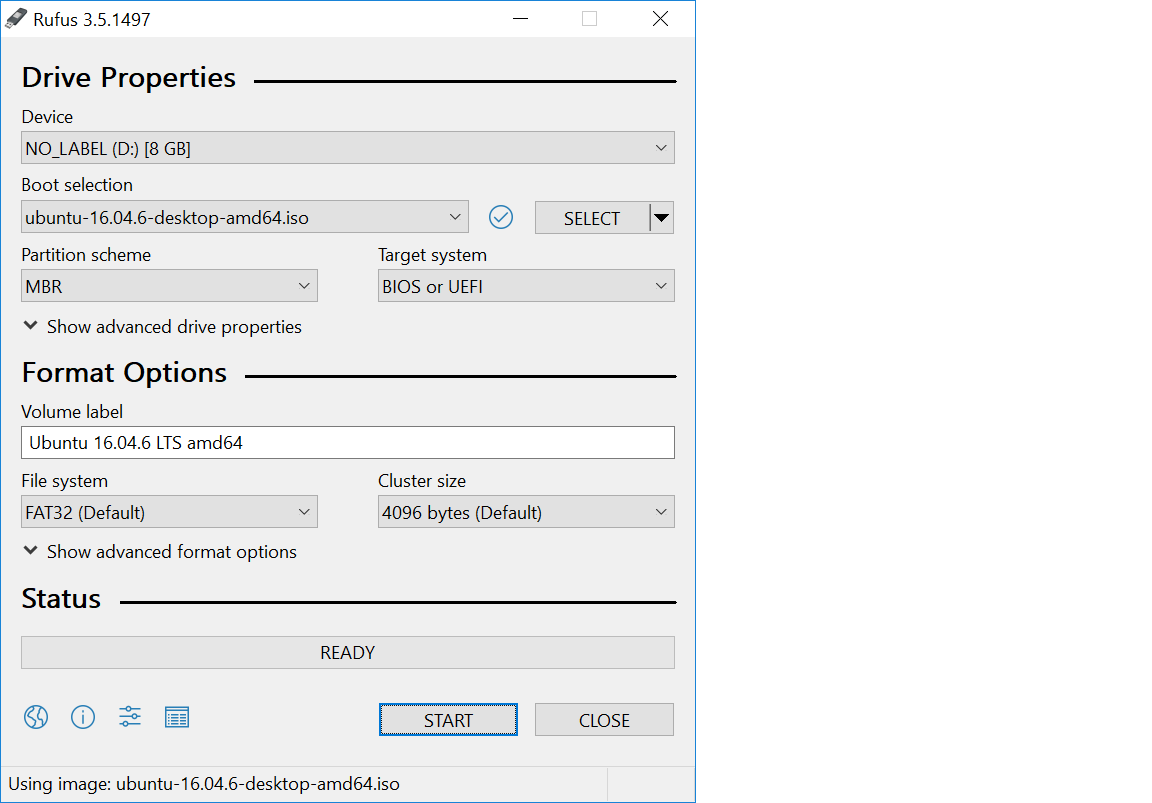 Rufus 3.5.1497
Drive Properties
Device
NO_LABEL (D:) [8 GB]
Boot selection
ubuntu-16.04.6-desktop-amd64.iso
SELECT
Partition scheme
Target system
MBR
BIOS or UEFI
Show advanced drive properties
Format Options
Volume label
Ubuntu 16.04.6 LTS amd64
File system
Cluster size
FAT32 (Default)
4096 bytes (Default)
Show advanced format options
Status
READY
START
CLOSE
Using image: ubuntu-16.04.6-desktop-amd64.iso